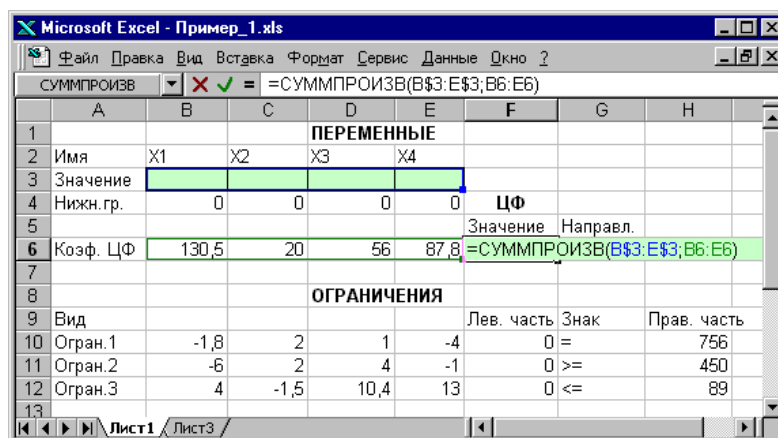 Microsoft Excel - Пример_1.xls
Файл Правка Вид Вставка Формат Сервис Данные Окно ?
СУММПРОИЗВ = =СУММПРОИЗВ(B$3:E$3;B6:E6)
A B C D E F G H
1 ПЕРЕМЕННЫЕ
2 Имя X1 X2 X3 X4
3 Значение
4 Нижн.гр. 0 0 0 0 ЦФ
5 Значение Направл.
6 Коэф. ЦФ 130,5 20 56 87,8 =СУММПРОИЗВ(B$3:E$3;B6:E6)
7
8 ОГРАНИЧЕНИЯ
9 Вид Лев. часть Знак Прав. часть
10 Огран.1 -1,8 2 1 -4 0 = 756
11 Огран.2 -6 2 4 -1 0 >= 450
12 Огран.3 4 -1,5 10,4 13 0 <= 89
13
Лист1 Лист3